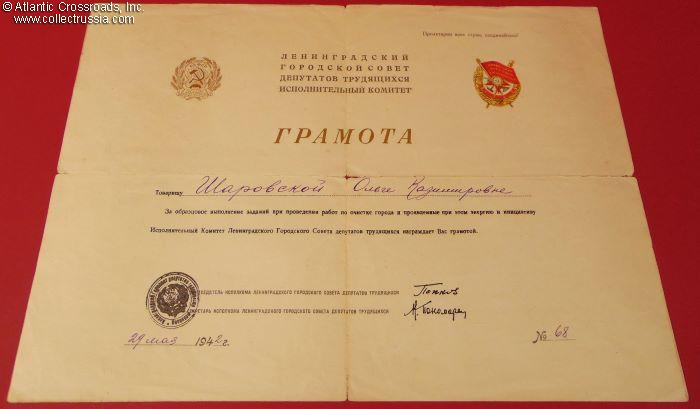 © Atlantic Crossroads, Inc.
www.collectrussia.com
Пролетарии всех стран, соединяйтесь!
ЛЕНИНГРАДСКИЙ
ГОРОДСКОЙ СОВЕТ
ДЕПУТАТОВ ТРУДЯЩИХСЯ
ИСПОЛНИТЕЛЬНЫЙ КОМИТЕТ
ГРАМОТА
Товарищу Шаровской Ольге Казимировне
За образцовое выполнение заданий при проведении работ по очистке города и проявленные при этом энергию и инициативу
Исполнительный Комитет Ленинградского Городского Совета депутатов трудящихся награждает Вас грамотой.
ПРЕДСЕДАТЕЛЬ ИСПОЛКОМА ЛЕНИНГРАДСКОГО ГОРОДСКОГО СОВЕТА ДЕПУТАТОВ ТРУДЯЩИХСЯ Попков
СЕКРЕТАРЬ ИСПОЛКОМА ЛЕНИНГРАДСКОГО ГОРОДСКОГО СОВЕТА ДЕПУТАТОВ ТРУДЯЩИХСЯ А. Пономарев
29 мая 1942 г. № 68